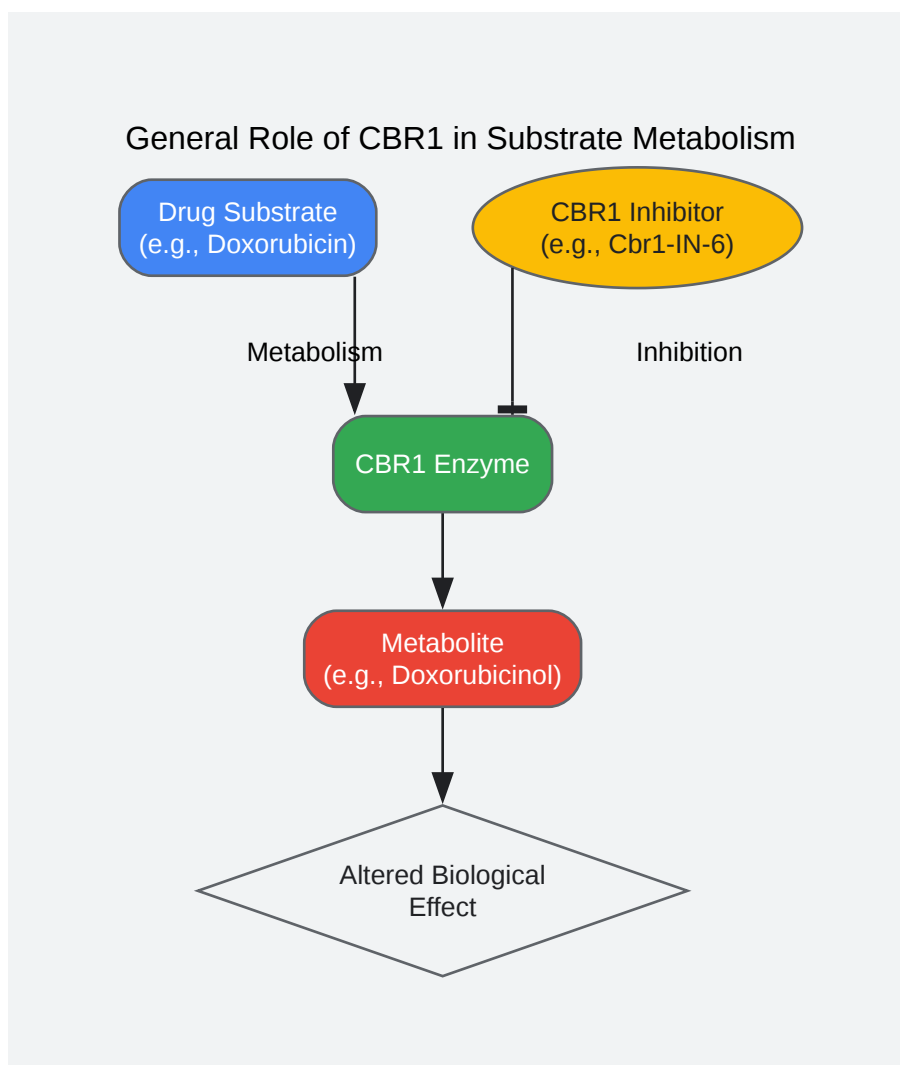 General Role of CBR1 in Substrate Metabolism
Drug Substrate
(e.g., Doxorubicin)
CBR1 Inhibitor
(e.g., Cbr1-IN-6)
Metabolism
Inhibition
CBR1 Enzyme
Metabolite
(e.g., Doxorubicinol)
Altered Biological
Effect